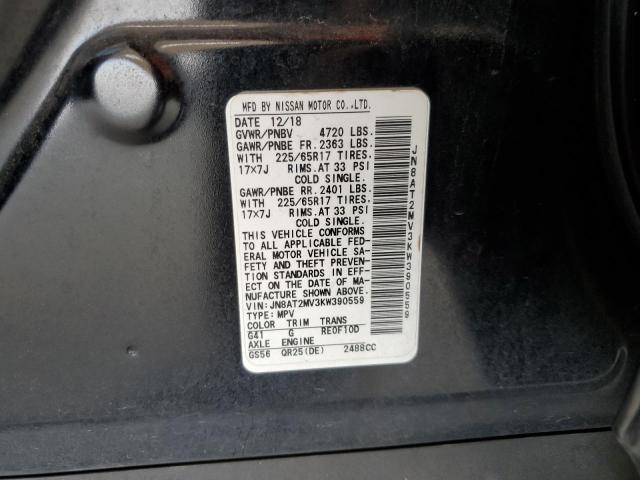 MFD BY NISSAN MOTOR CO.,LTD.
DATE 12/18
GVWR/PNBV 4720 LBS.
GAWR/PNBE FR. 2363 LBS.
WITH 225/65R17 TIRES.
17×7J RIMS.AT 33 PSI
COLD SINGLE.
GAWR/PNBE RR. 2401 LBS.
WITH 225/65R17 TIRES.
17×7J RIMS.AT 33 PSI
COLD SINGLE.
THIS VEHICLE CONFORMS
TO ALL APPLICABLE FED-
ERAL MOTOR VEHICLE SA-
FETY AND THEFT PREVEN-
TION STANDARDS IN EFF-
ECT ON THE DATE OF MA-
NUFACTURE SHOWN ABOVE.
VIN: JN8AT2MV3KW390559
TYPE: MPV
COLOR TRIM TRANS
G41 G RE0F10D
AXLE ENGINE
GS56 QR25(DE) 2488CC
JN8AT2MV3KW390559